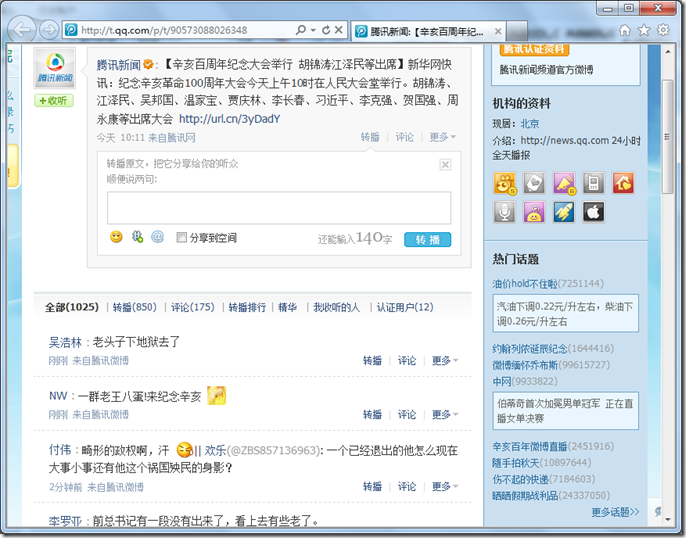 http://t.qq.com/p/t/90573088026348
腾讯新闻:【辛亥百周年纪...
腾讯新闻
+收听
腾讯新闻：【辛亥百周年纪念大会举行 胡锦涛江泽民等出席】新华网快
讯：纪念辛亥革命100周年大会今天上午10时在人民大会堂举行。胡锦涛、
江泽民、吴邦国、温家宝、贾庆林、李长春、习近平、李克强、贺国强、周
永康等出席大会 http://url.cn/3yDadY
今天 10:11 来自腾讯网
转播 | 评论 | 更多
转播原文，把它分享给你的听众
顺便说两句:
分享到空间
还能输入140字
转播
全部(1025) | 转播(850) | 评论(175) | 转播排行 | 精华 | 我收听的人 | 认证用户(12)
吴浩林：老头子下地狱去了
刚刚 来自腾讯微博
转播 | 评论 | 更多
NW：一群老王八蛋!来纪念辛亥
刚刚 来自腾讯微博
转播 | 评论 | 更多
付伟：畸形的政权啊，汗 || 欢乐(@ZBS857136963): 一个已经退出的他怎么现在
大事小事还有他这个祸国殃民的身影？
2分钟前 来自腾讯微博
转播 | 评论 | 更多
李罗亚：前总书记有一段没有出来了，看上去有些老了。
腾讯认证资料
腾讯新闻频道官方微博
机构的资料
现居：北京
介绍：http://news.qq.com 24小时
全天播报
热门话题
油价hold不住啦(7251144)
汽油下调0.22元/升左右，柴油下
调0.26元/升左右
约翰列侬诞辰纪念(1644416)
微博缅怀乔布斯(99615727)
中网(9933822)
伯蒂奇首次加冕男单冠军 正在直
播女单决赛
辛亥百年微博直播(2451916)
随手拍秋天(10897644)
伤不起的快递(7184603)
晒晒假期战利品(24337050)
更多话题>>